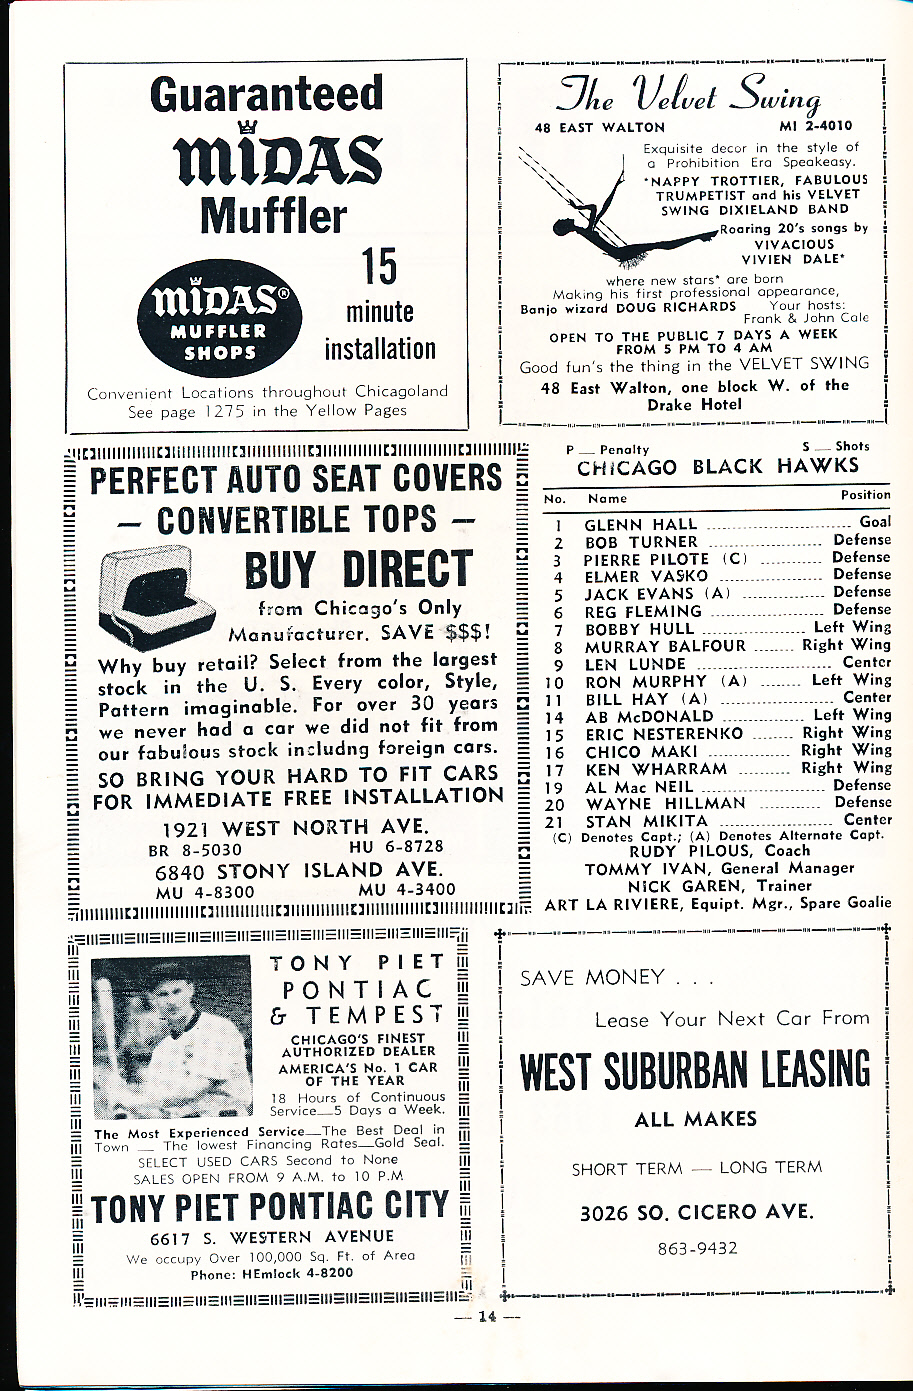 Guaranteed
MIDAS
Muffler
MIDAS®
MUFFLER
SHOPS
15
minute
installation
Convenient Locations throughout Chicagoland
See page 1275 in the Yellow Pages
The Velvet Swing
48 EAST WALTON MI 2-4010
Exquisite decor in the style of
a Prohibition Era Speakeasy.
*NAPPY TROTTIER, FABULOUS
TRUMPETIST and his VELVET
SWING DIXIELAND BAND
Roaring 20's songs by
VIVACIOUS
VIVIEN DALE*
where new stars* are born
Making his first professional appearance,
Banjo wizard DOUG RICHARDS Your hosts:
Frank & John Cale
OPEN TO THE PUBLIC 7 DAYS A WEEK
FROM 5 PM TO 4 AM
Good fun's the thing in the VELVET SWING
48 East Walton, one block W. of the
Drake Hotel
PERFECT AUTO SEAT COVERS
— CONVERTIBLE TOPS —
BUY DIRECT
from Chicago's Only
Manufacturer. SAVE $$$!
Why buy retail? Select from the largest
stock in the U. S. Every color, Style,
Pattern imaginable. For over 30 years
we never had a car we did not fit from
our fabulous stock includng foreign cars.
SO BRING YOUR HARD TO FIT CARS
FOR IMMEDIATE FREE INSTALLATION
1921 WEST NORTH AVE.
BR 8-5030 HU 6-8728
6840 STONY ISLAND AVE.
MU 4-8300 MU 4-3400
P — Penalty S — Shots
CHICAGO BLACK HAWKS
No. Name Position
1 GLENN HALL Goal
2 BOB TURNER Defense
3 PIERRE PILOTE (C) Defense
4 ELMER VASKO Defense
5 JACK EVANS (A) Defense
6 REG FLEMING Defense
7 BOBBY HULL Left Wing
8 MURRAY BALFOUR Right Wing
9 LEN LUNDE Center
10 RON MURPHY (A) Left Wing
11 BILL HAY (A) Center
14 AB McDONALD Left Wing
15 ERIC NESTERENKO Right Wing
16 CHICO MAKI Right Wing
17 KEN WHARRAM Right Wing
19 AL Mac NEIL Defense
20 WAYNE HILLMAN Defense
21 STAN MIKITA Center
(C) Denotes Capt.; (A) Denotes Alternate Capt.
RUDY PILOUS, Coach
TOMMY IVAN, General Manager
NICK GAREN, Trainer
ART LA RIVIERE, Equipt. Mgr., Spare Goalie
TONY PIET
PONTIAC
& TEMPEST
CHICAGO'S FINEST
AUTHORIZED DEALER
AMERICA'S No. 1 CAR
OF THE YEAR
18 Hours of Continuous
Service—5 Days a Week.
The Most Experienced Service—The Best Deal in
Town — The lowest Financing Rates—Gold Seal.
SELECT USED CARS Second to None
SALES OPEN FROM 9 A.M. to 10 P.M
TONY PIET PONTIAC CITY
6617 S. WESTERN AVENUE
We occupy Over 100,000 Sq. Ft. of Area
Phone: HEmlock 4-8200
SAVE MONEY . . .
Lease Your Next Car From
WEST SUBURBAN LEASING
ALL MAKES
SHORT TERM — LONG TERM
3026 SO. CICERO AVE.
863-9432
— 14 —